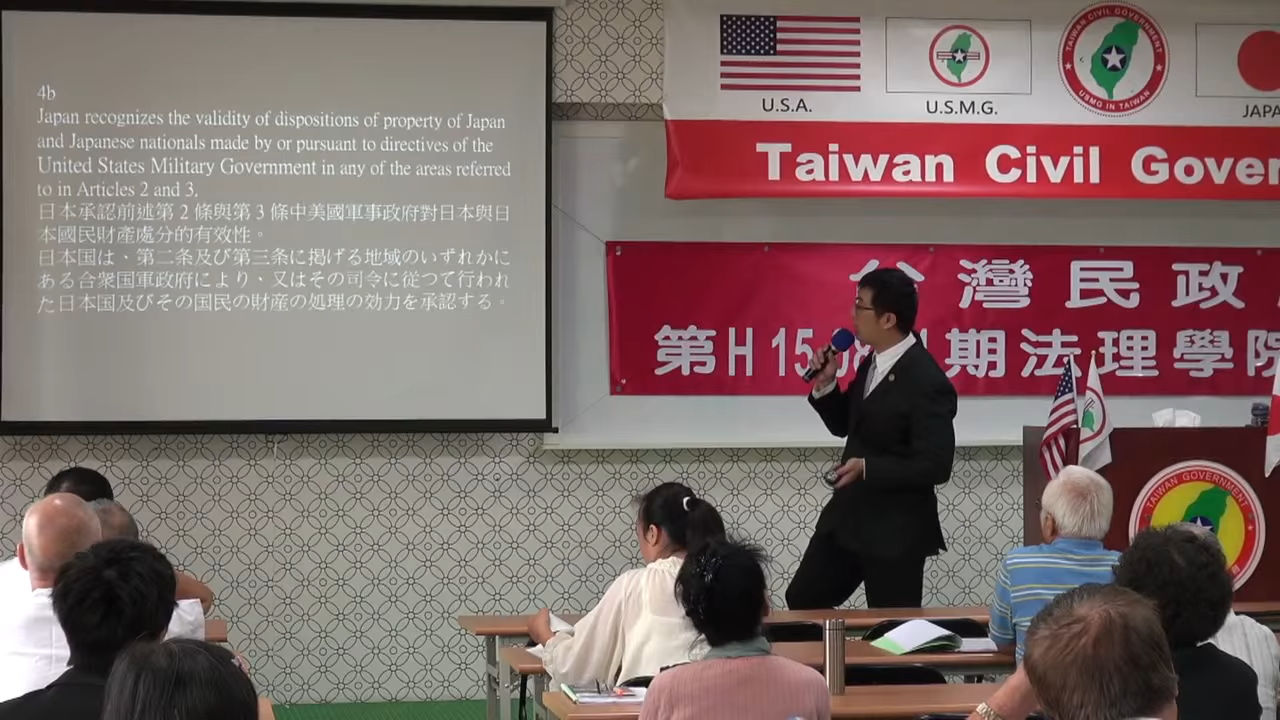 4b
Japan recognizes the validity of dispositions of property of Japan
and Japanese nationals made by or pursuant to directives of the
United States Military Government in any of the areas referred
to in Articles 2 and 3.
日本承認前述第 2 條與第 3 條中美國軍事政府對日本與日
本國民財產處分的有效性。
日本国は、第二条及び第三条に掲げる地域のいずれかに
ある合衆国軍政府により、又はその司令に從つて行われ
た日本国及びその国民の財産の処理の効力を承認する。
U.S.A.
U.S.M.G.
TAIWAN CIVIL GOVERNMENT
USMG IN TAIWAN
JAPA
Taiwan Civil Gover
台灣民政
第H 15 期法理學院
TAIWAN GOVERNMENT